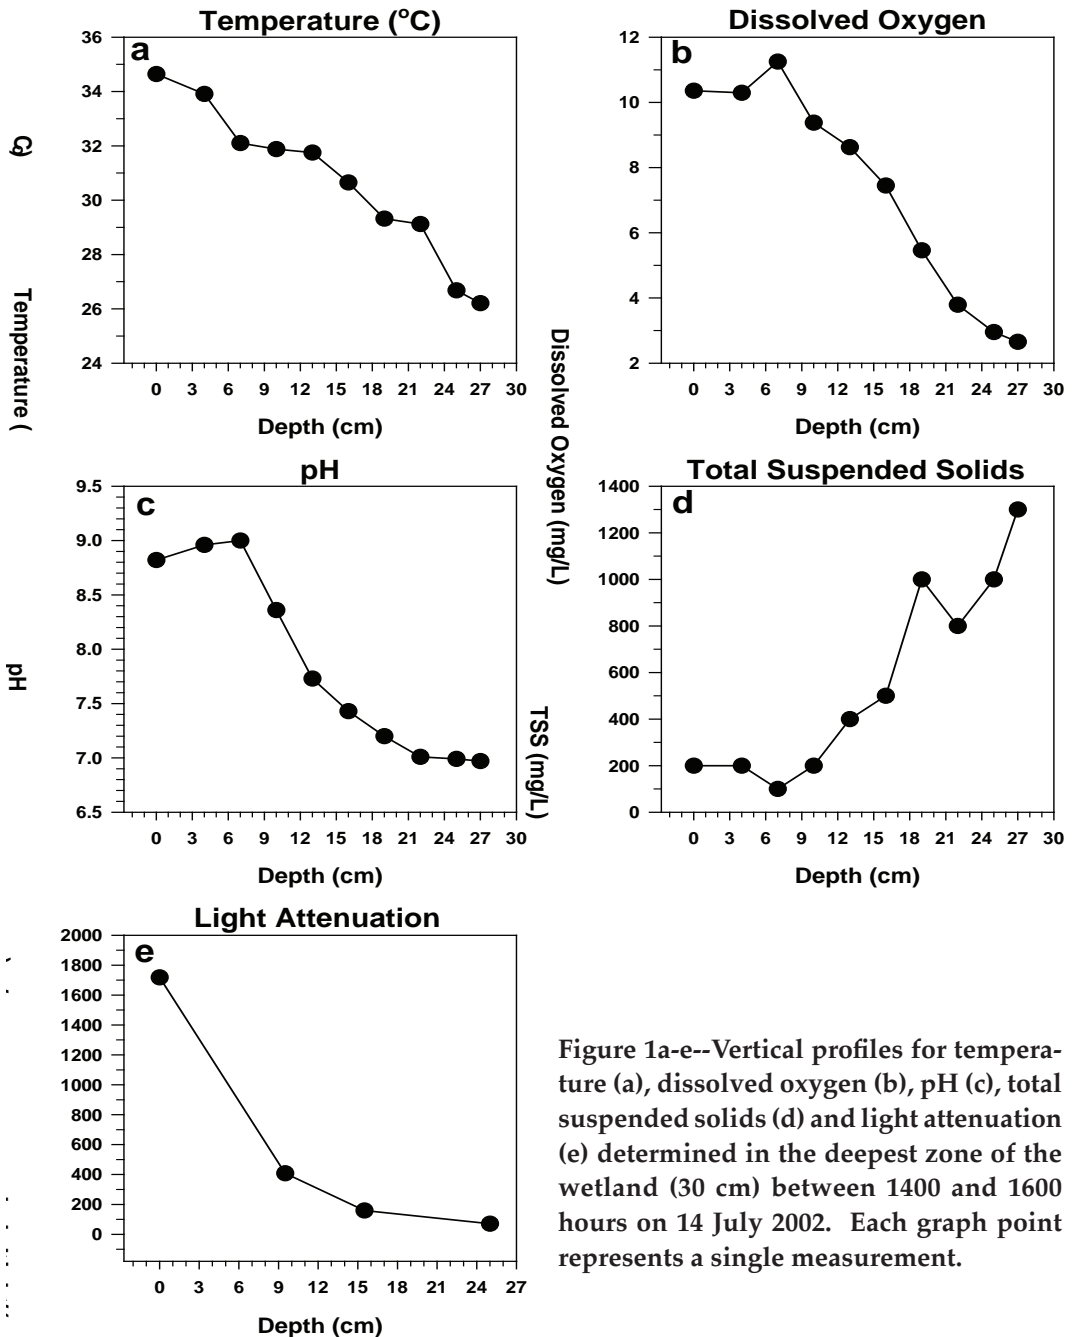 Temperature (°C)
a
36
34
32
30
28
26
24
0 3 6 9 12 15 18 21 24 27 30
Depth (cm)
Temperature (
C)
Dissolved Oxygen
b
12
10
8
6
4
2
0 3 6 9 12 15 18 21 24 27 30
Depth (cm)
Dissolved Oxygen (mg/L)
pH
c
9.5
9.0
8.5
8.0
7.5
7.0
6.5
0 3 6 9 12 15 18 21 24 27 30
Depth (cm)
pH
Total Suspended Solids
d
1400
1200
1000
800
600
400
200
0
0 3 6 9 12 15 18 21 24 27 30
Depth (cm)
TSS (mg/L)
Light Attenuation
e
2000
1800
1600
1400
1200
1000
800
600
400
200
0
0 3 6 9 12 15 18 21 24 27
Depth (cm)
Figure 1a-e--Vertical profiles for tempera-
ture (a), dissolved oxygen (b), pH (c), total
suspended solids (d) and light attenuation
(e) determined in the deepest zone of the
wetland (30 cm) between 1400 and 1600
hours on 14 July 2002. Each graph point
represents a single measurement.